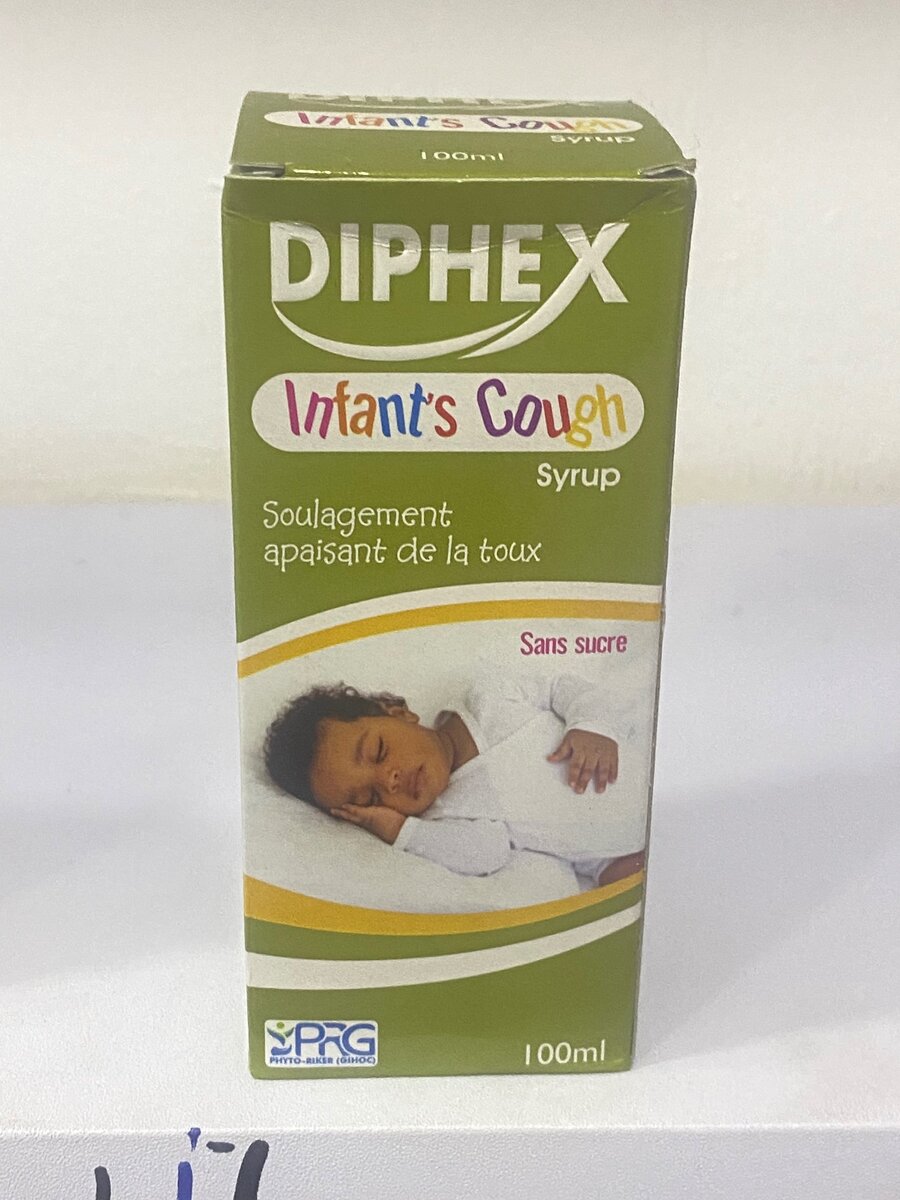 DIPHEX
Infant's Cough
Syrup
100ml
DIPHEX
Infant's Cough
Syrup
Soulagement
apaisant de la toux
Sans sucre
PRG
PHYTO-RIKER (GIHOC)
100ml